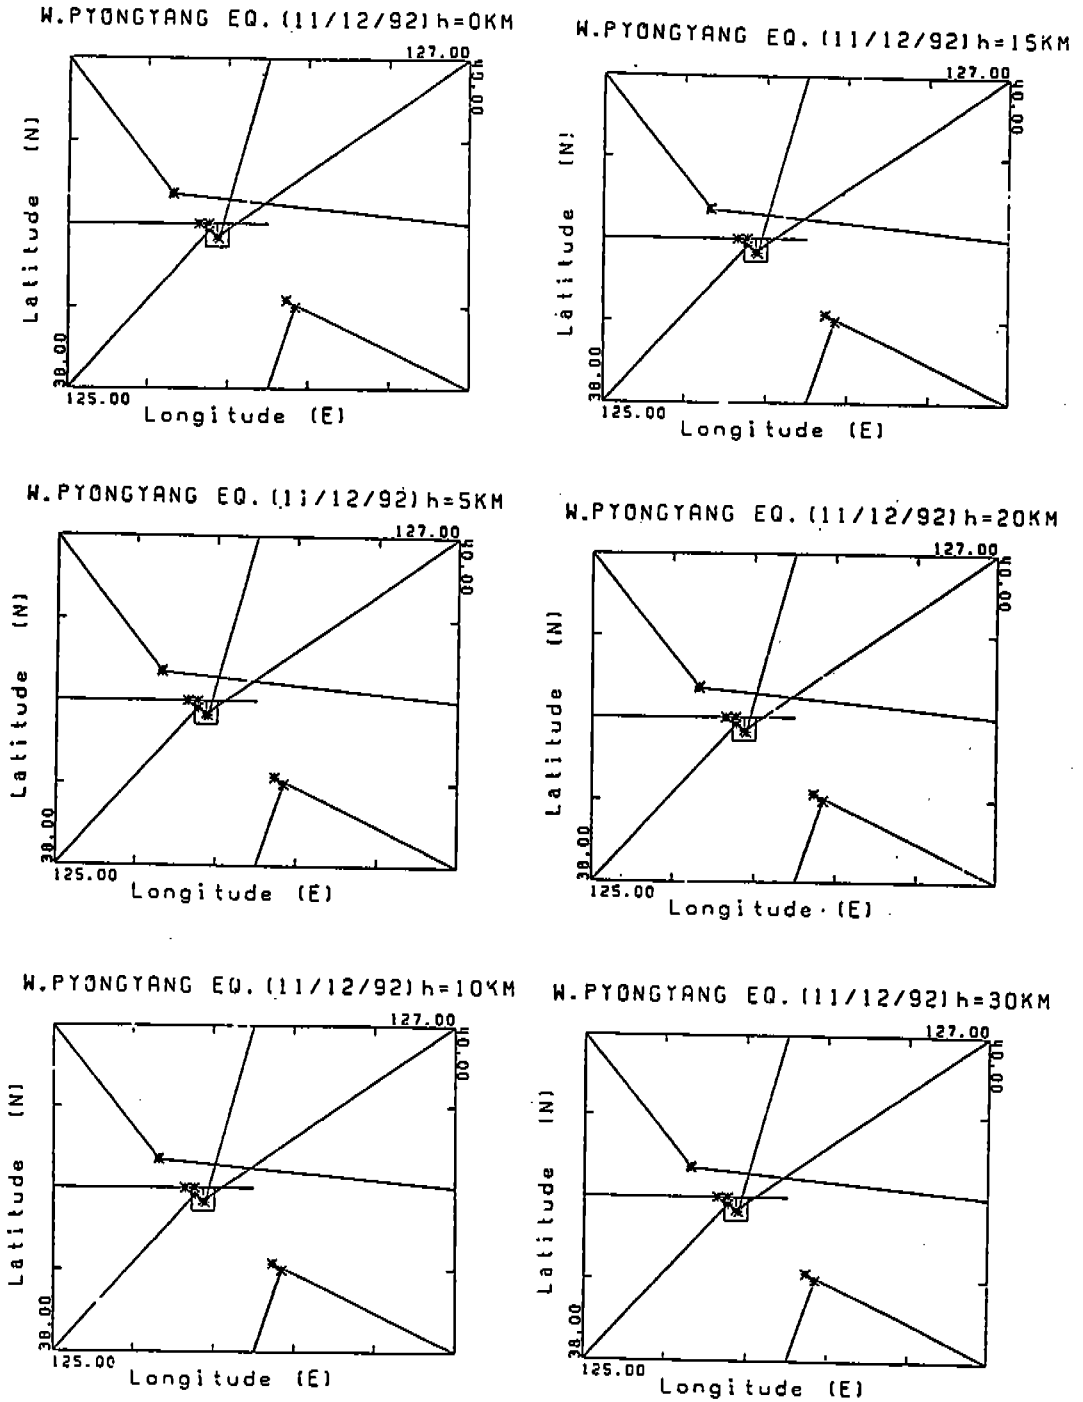 W.PYONGYANG EQ.(11/12/92)h=0KM
127.00
40.00
Latitude (N)
38.00
125.00
Longitude (E)
W.PYONGYANG EQ.(11/12/92)h=15KM
127.00
40.00
Latitude (N)
38.00
125.00
Longitude (E)
W.PYONGYANG EQ.(11/12/92)h=5KM
127.00
40.00
Latitude (N)
38.00
125.00
Longitude (E)
W.PYONGYANG EQ.(11/12/92)h=20KM
127.00
40.00
Latitude (N)
38.00
125.00
Longitude (E)
W.PYONGYANG EQ.(11/12/92)h=10KM
127.00
40.00
Latitude (N)
38.00
125.00
Longitude (E)
W.PYONGYANG EQ.(11/12/92)h=30KM
127.00
40.00
Latitude (N)
38.00
125.00
Longitude (E)